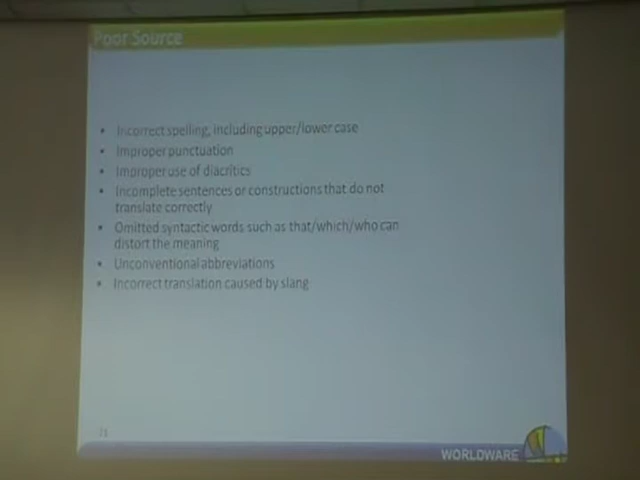 Poor Source
• Incorrect spelling, including upper/lower case
• Improper punctuation
• Improper use of diacritics
• Incomplete sentences or constructions that do not
translate correctly
• Omitted syntactic words such as that/which/who can
distort the meaning
• Unconventional abbreviations
• Incorrect translation caused by slang
WORLDWARE